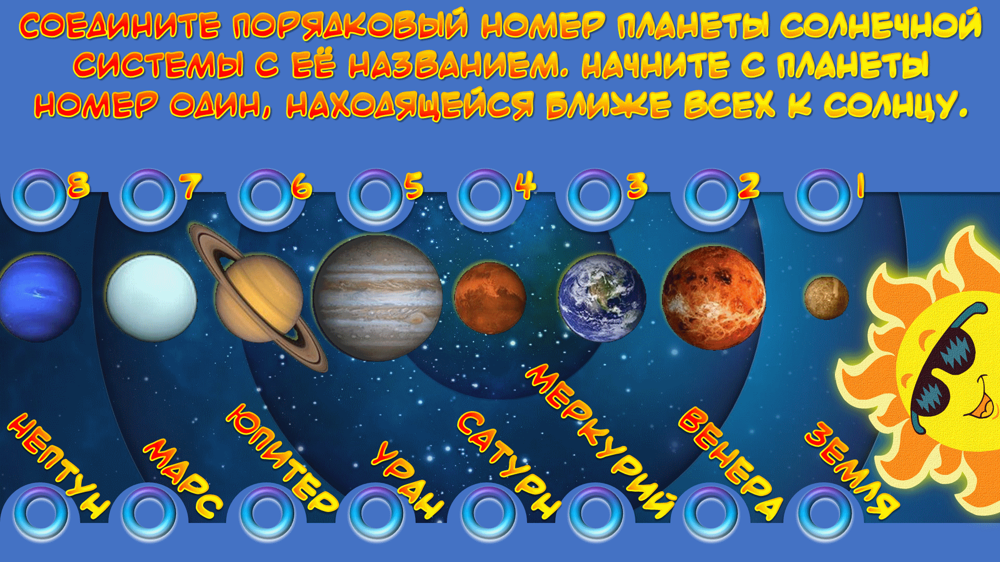 СОЕДИНИТЕ ПОРЯДКОВЫЙ НОМЕР ПЛАНЕТЫ СОЛНЕЧНОЙ
СИСТЕМЫ С ЕЁ НАЗВАНИЕМ. НАЧНИТЕ С ПЛАНЕТЫ
НОМЕР ОДИН, НАХОДЯЩЕЙСЯ БЛИЖЕ ВСЕХ К СОЛНЦУ.
8 7 6 5 4 3 2 1
НЕПТУН
МАРС
ЮПИТЕР
УРАН
САТУРН
МЕРКУРИЙ
ВЕНЕРА
ЗЕМЛЯ